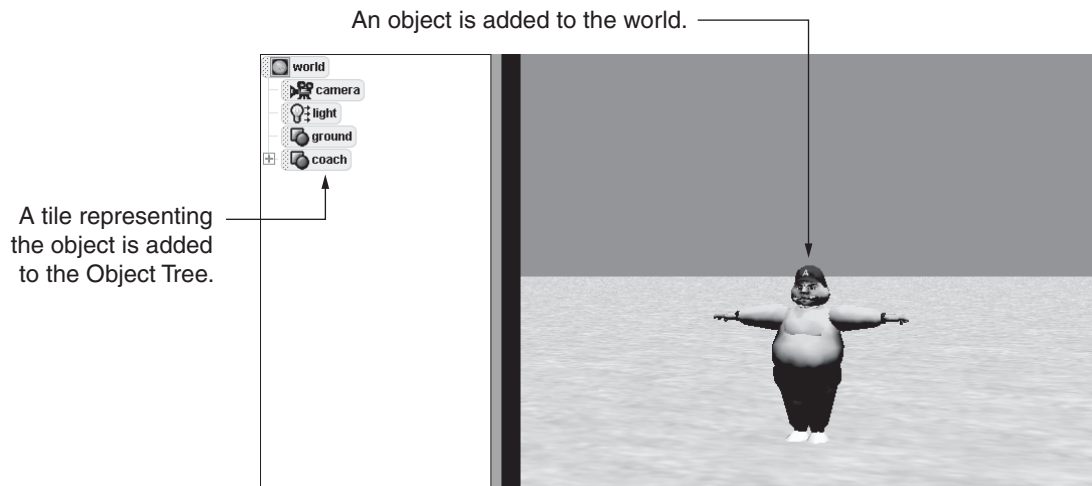 An object is added to the world.
world
camera
light
ground
coach
A tile representing
the object is added
to the Object Tree.
A